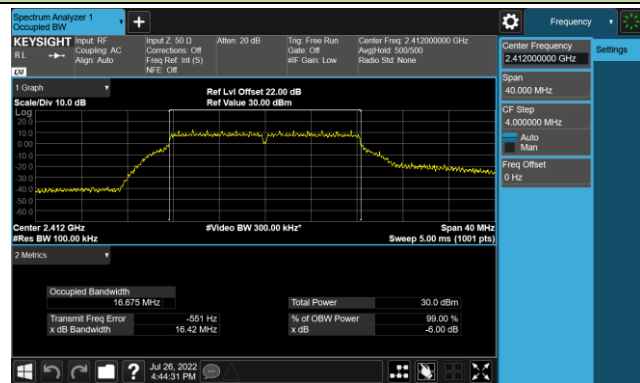 Spectrum Analyzer 1
Occupied BW
+
Frequency
KEYSIGHT
RL
LXI
Input: RF
Coupling: AC
Align: Auto
Input Z: 50 Ω
Corrections: Off
Freq Ref: Int (S)
NFE: Off
Atten: 20 dB
Trig: Free Run
Gate: Off
#IF Gain: Low
Center Freq: 2.412000000 GHz
Avg|Hold: 500/500
Radio Std: None
Center Frequency
2.412000000 GHz
Settings
Span
40.000 MHz
CF Step
4.000000 MHz
Auto
Man
Freq Offset
0 Hz
1 Graph
Scale/Div 10.0 dB
Ref Lvl Offset 22.00 dB
Ref Value 30.00 dBm
Log
20.0
10.0
0.00
-10.0
-20.0
-30.0
-40.0
-50.0
-60.0
Center 2.412 GHz
#Video BW 300.00 kHz*
Span 40 MHz
#Res BW 100.00 kHz
Sweep 5.00 ms (1001 pts)
2 Metrics
Occupied Bandwidth
16.675 MHz
Total Power 30.0 dBm
Transmit Freq Error -551 Hz
% of OBW Power 99.00 %
x dB Bandwidth 16.42 MHz
x dB -6.00 dB
?
Jul 26, 2022
4:44:31 PM